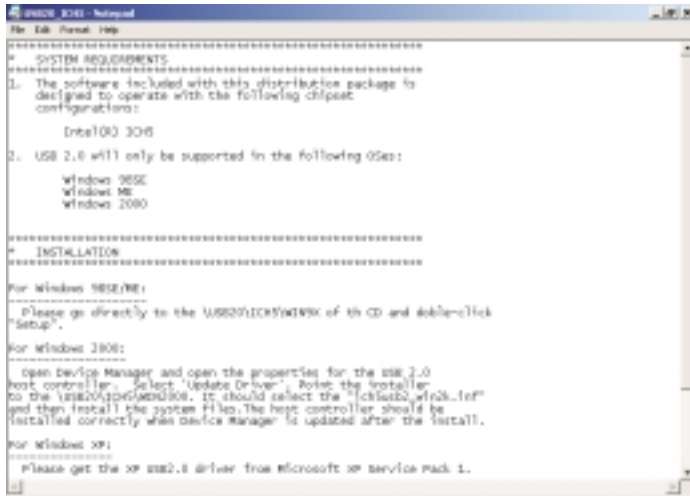 USB20_ICH5 - Notepad
File Edit Format Help
************************************************************
* SYSTEM REQUIREMENTS
************************************************************
1. The software included with this distribution package is
designed to operate with the following chipset
configurations:
Intel(R) ICH5
2. USB 2.0 will only be supported in the following OSes:
Windows 98SE
Windows ME
Windows 2000
************************************************************
* INSTALLATION
************************************************************
For Windows 98SE/ME:
--------------------
Please go directly to the \USB20\ICH5\WIN9X of th CD and doble-click
"Setup".
For Windows 2000:
-----------------
Open Device Manager and open the properties for the USB 2.0
host controller. Select 'Update Driver'. Point the installer
to the \USB20\ICH5\WIN2000. It should select the "ich5usb2_win2k.inf"
and then install the system files.The host controller should be
installed correctly when Device Manager is updated after the install.
For Windows XP:
---------------
Please get the XP USB2.0 driver from Microsoft XP Service Pack 1.